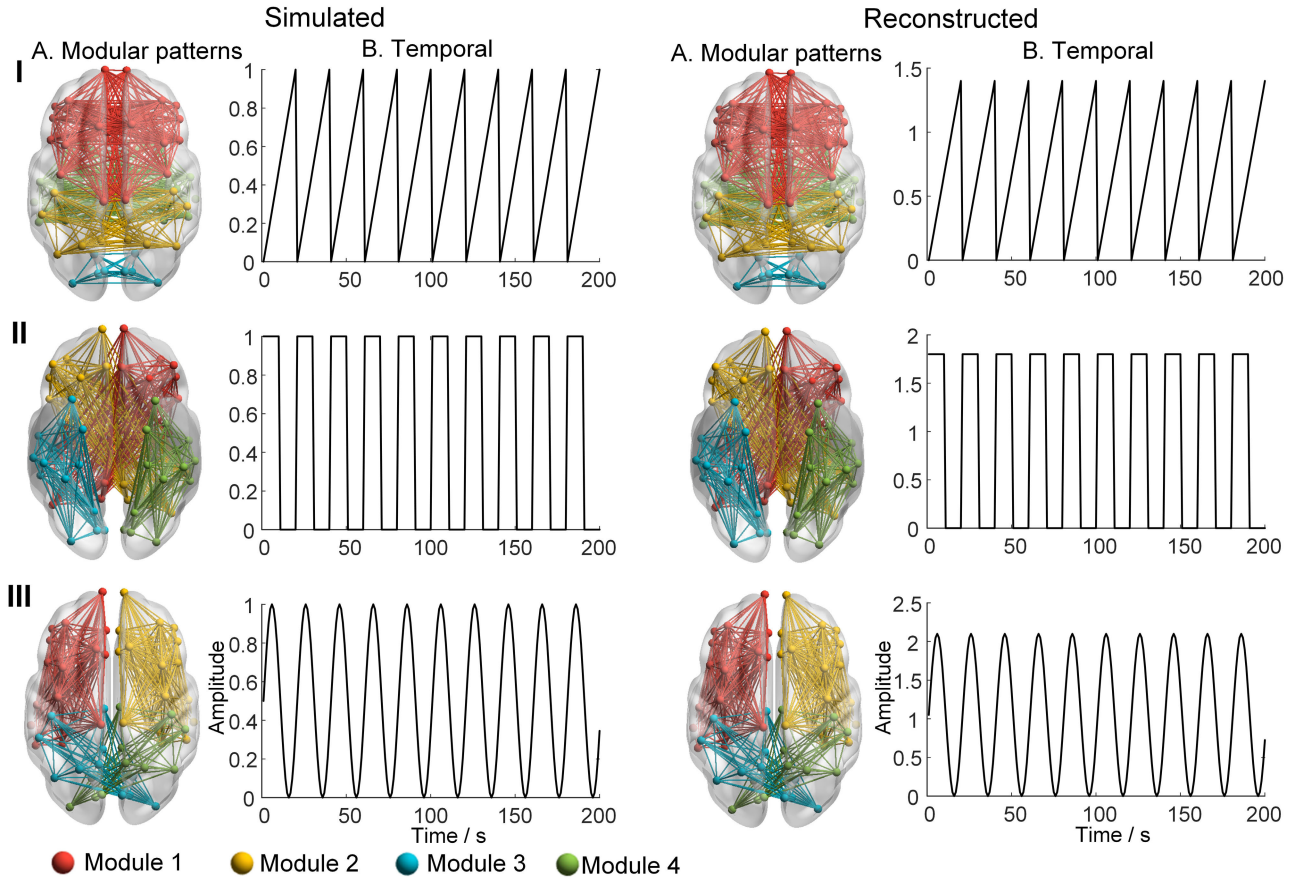 Simulated
Reconstructed
A. Modular patterns
B. Temporal
A. Modular patterns
B. Temporal
I
1
0.8
0.6
0.4
0.2
0
0 50 100 150 200
1.5
1
0.5
0
0 50 100 150 200
II
1
0.8
0.6
0.4
0.2
0
0 50 100 150 200
2
1.5
1
0.5
0
0 50 100 150 200
III
Amplitude
1
0.8
0.6
0.4
0.2
0
0 50 100 150 200
Time / s
Amplitude
2.5
2
1.5
1
0.5
0
0 50 100 150 200
Time / s
Module 1 Module 2 Module 3 Module 4